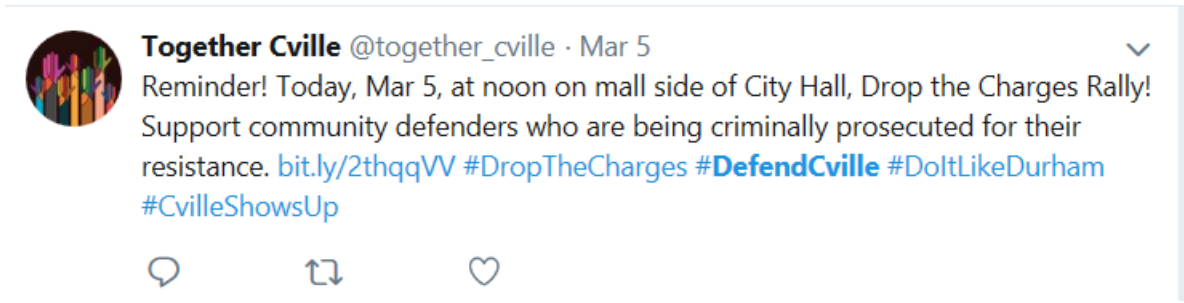 Together Cville @together_cville · Mar 5
Reminder! Today, Mar 5, at noon on mall side of City Hall, Drop the Charges Rally!
Support community defenders who are being criminally prosecuted for their
resistance. bit.ly/2thqqVV #DropTheCharges #DefendCville #DoItLikeDurham
#CvilleShowsUp